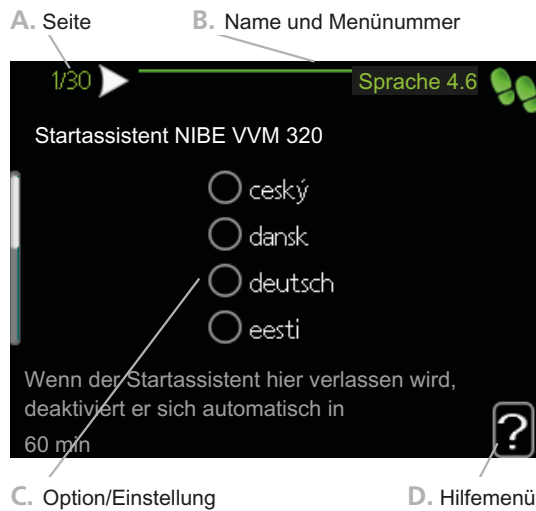 A. Seite
B. Name und Menünummer
1/30
Sprache 4.6
Startassistent NIBE VVM 320
ceský
dansk
deutsch
eesti
Wenn der Startassistent hier verlassen wird,
deaktiviert er sich automatisch in
60 min
?
C. Option/Einstellung
D. Hilfemenü